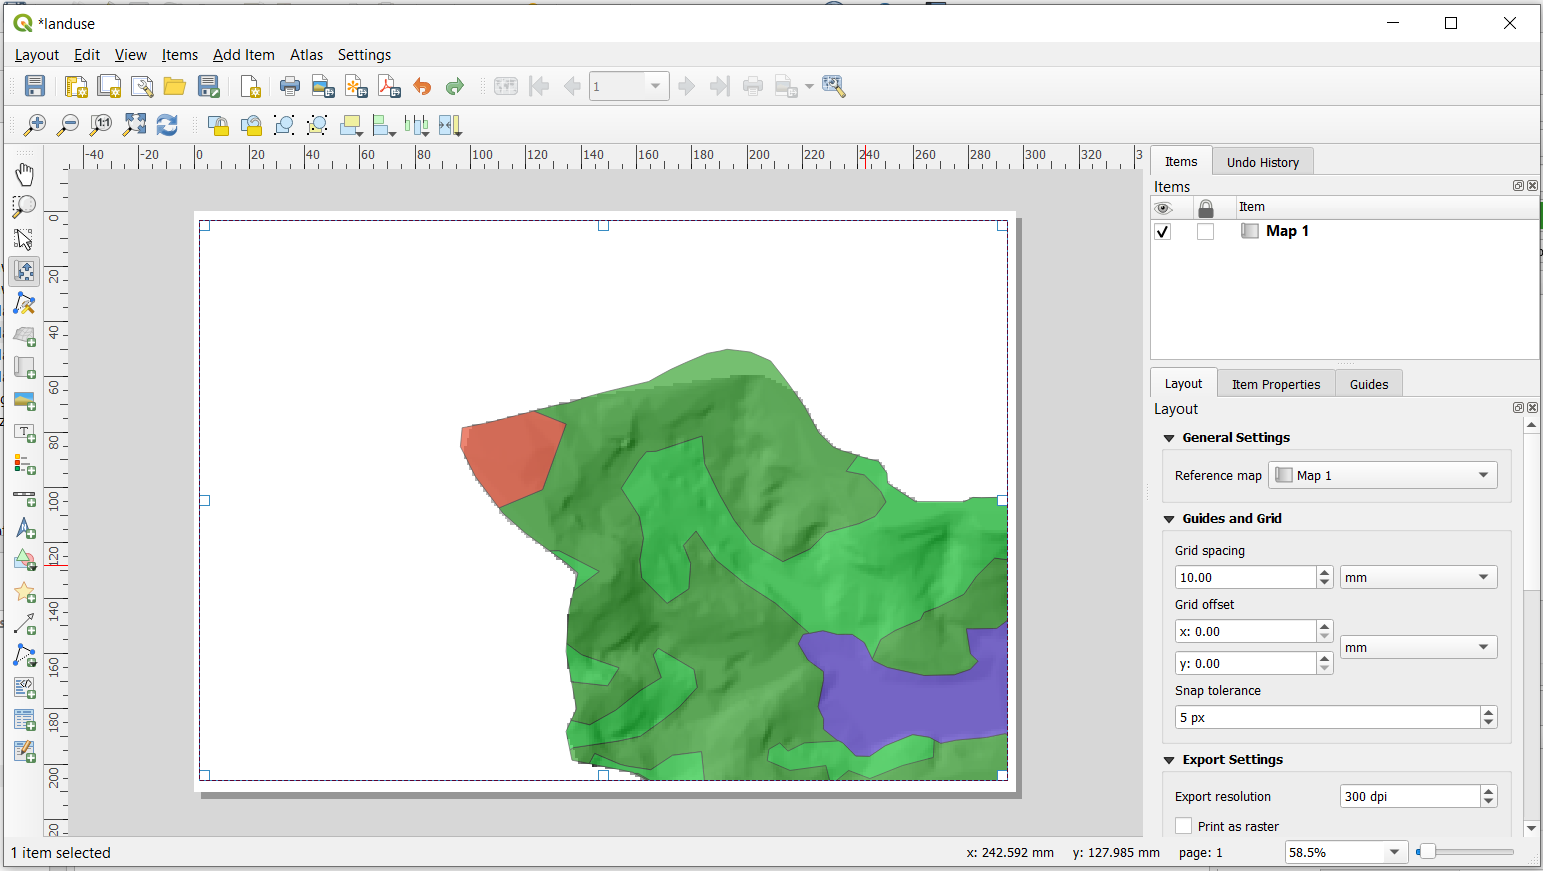 *landuse
Layout Edit View Items Add Item Atlas Settings
1
1:1
-40 -20 0 20 40 60 80 100 120 140 160 180 200 220 240 260 280 300 320 3
0
20
40
60
80
100
120
140
160
180
200
20
Items Undo History
Items
Item
Map 1
Layout Item Properties Guides
Layout
General Settings
Reference map Map 1
Guides and Grid
Grid spacing
10.00 mm
Grid offset
x: 0.00
mm
y: 0.00
Snap tolerance
5 px
Export Settings
Export resolution 300 dpi
Print as raster
1 item selected x: 242.592 mm y: 127.985 mm page: 1 58.5%